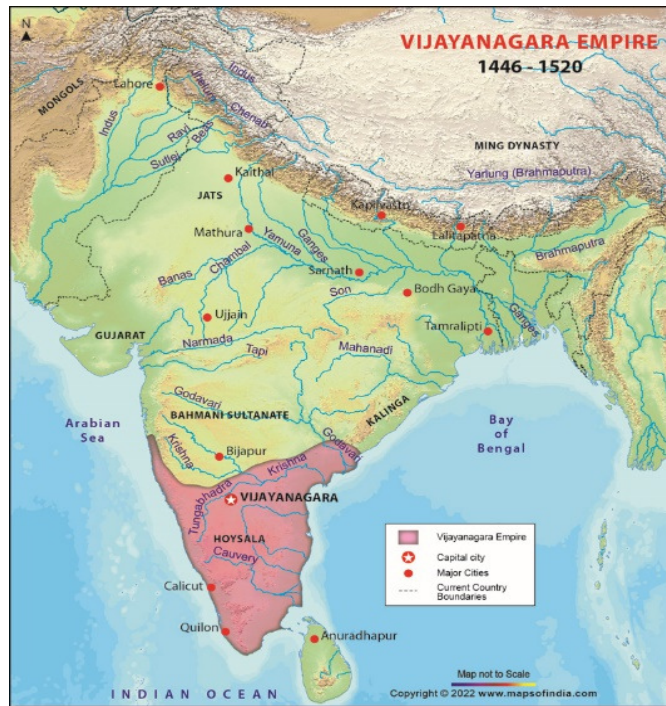 N
VIJAYANAGARA EMPIRE
1446 - 1520
MONGOLS
Lahore
Indus
Jhelum
Chenab
Indus
Ravi
Beas
Sutlej
MING DYNASTY
Yarlung (Brahmaputra)
Kaithal
JATS
Kapilvastu
Lalitapatna
Mathura
Yamuna
Ganges
Brahmaputra
Banas
Chambal
Sarnath
Son
Bodh Gaya
Ujjain
Tamralipti
Ganges
GUJARAT
Narmada
Tapi
Mahanadi
Arabian
Sea
Godavari
BAHMANI SULTANATE
KALINGA
Bay
of
Bengal
Godavari
Krishna
Bijapur
Krishna
Tungabhadra
VIJAYANAGARA
HOYSALA
Cauvery
Vijayanagara Empire
Capital city
Major Cities
Current Country
Boundaries
Calicut
Quilon
Anuradhapur
INDIAN OCEAN
Map not to Scale
Copyright © 2022 www.mapsofindia.com